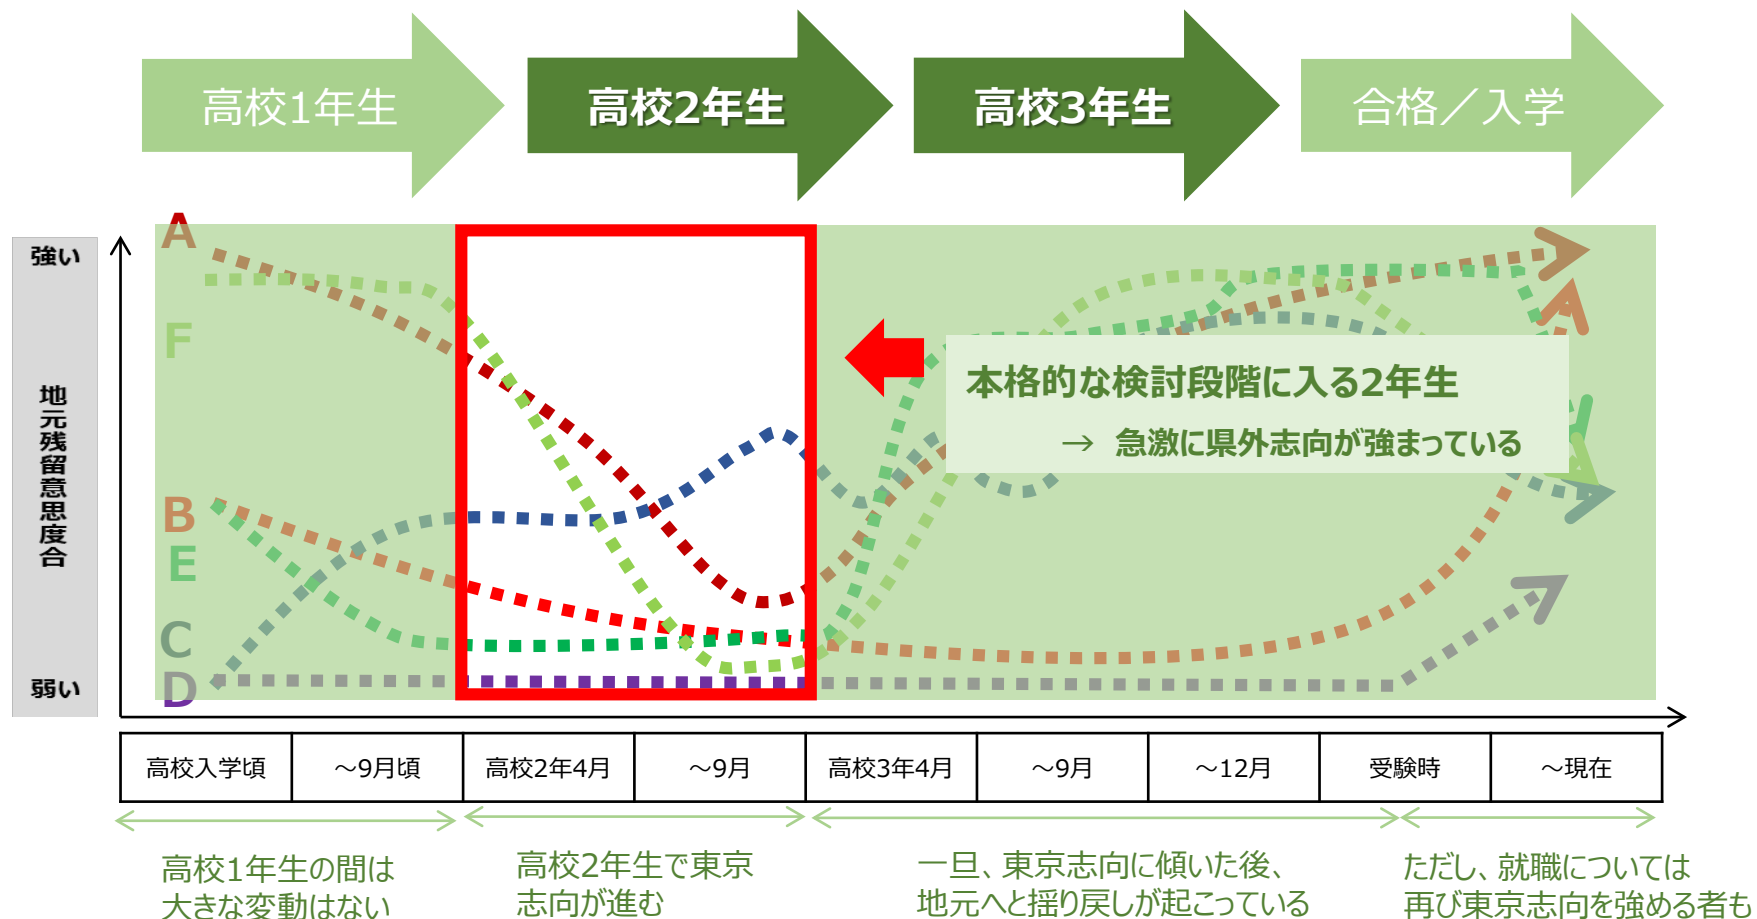 高校1年生
高校2年生
高校3年生
合格／入学
強い
地元残留意思度合
弱い
A
F
B
E
C
D
本格的な検討段階に入る2年生
→ 急激に県外志向が強まっている
高校入学頃
～9月頃
高校2年4月
～9月
高校3年4月
～9月
～12月
受験時
～現在
高校1年生の間は
大きな変動はない
高校2年生で東京
志向が進む
一旦、東京志向に傾いた後、
地元へと揺り戻しが起こっている
ただし、就職については
再び東京志向を強める者も